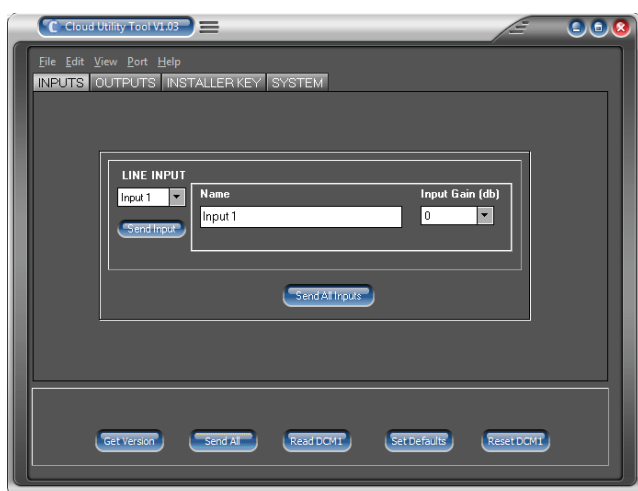 Cloud Utility Tool V1.03
File Edit View Port Help
INPUTS OUTPUTS INSTALLER KEY SYSTEM
LINE INPUT
Input 1
Send Input
Name
Input 1
Input Gain (db)
0
Send All Inputs
Get Version Send All Read DCM1 Set Defaults Reset DCM1